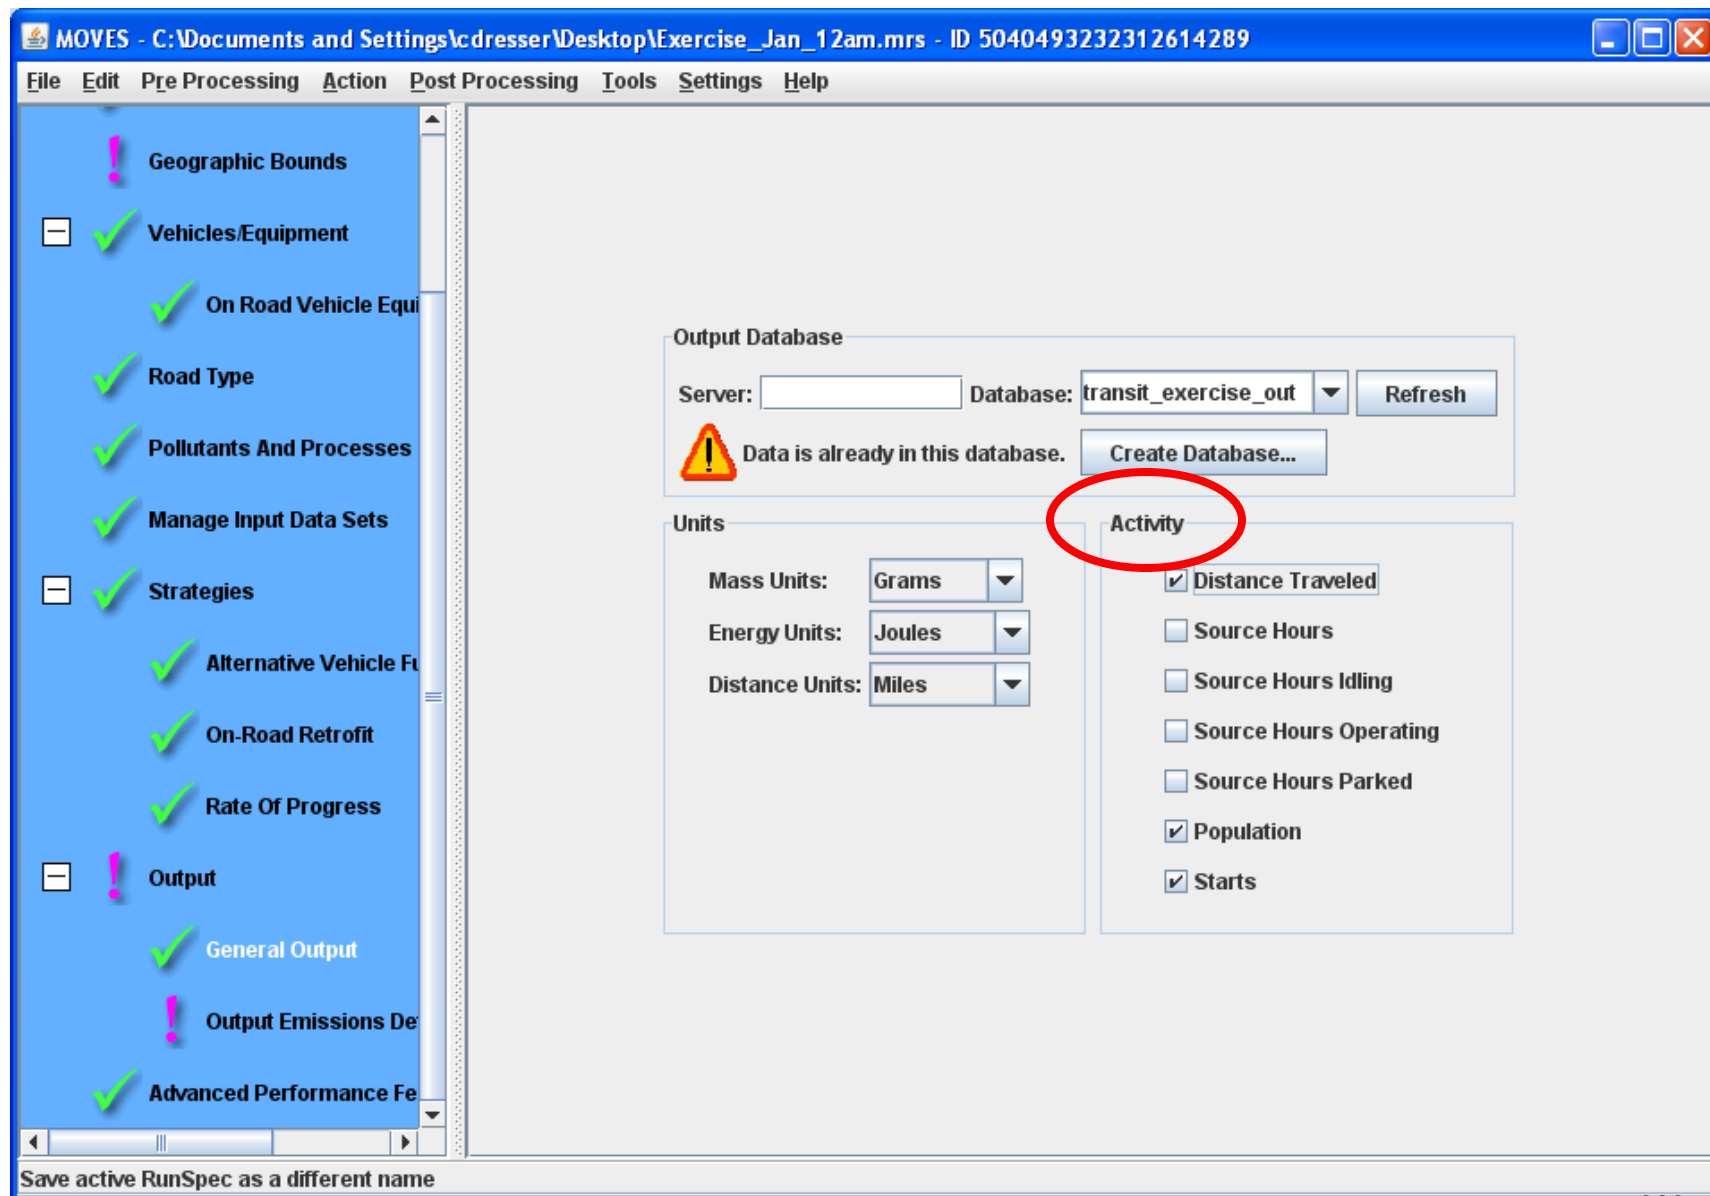 MOVES - C:\Documents and Settings\cdresser\Desktop\Exercise_Jan_12am.mrs - ID 5040493232312614289
File Edit Pre Processing Action Post Processing Tools Settings Help
Geographic Bounds
Vehicles/Equipment
On Road Vehicle Equi
Road Type
Pollutants And Processes
Manage Input Data Sets
Strategies
Alternative Vehicle Fu
On-Road Retrofit
Rate Of Progress
Output
General Output
Output Emissions De
Advanced Performance Fe
Output Database
Server: Database: transit_exercise_out Refresh
Data is already in this database. Create Database...
Units
Mass Units: Grams
Energy Units: Joules
Distance Units: Miles
Activity
Distance Traveled
Source Hours
Source Hours Idling
Source Hours Operating
Source Hours Parked
Population
Starts
Save active RunSpec as a different name